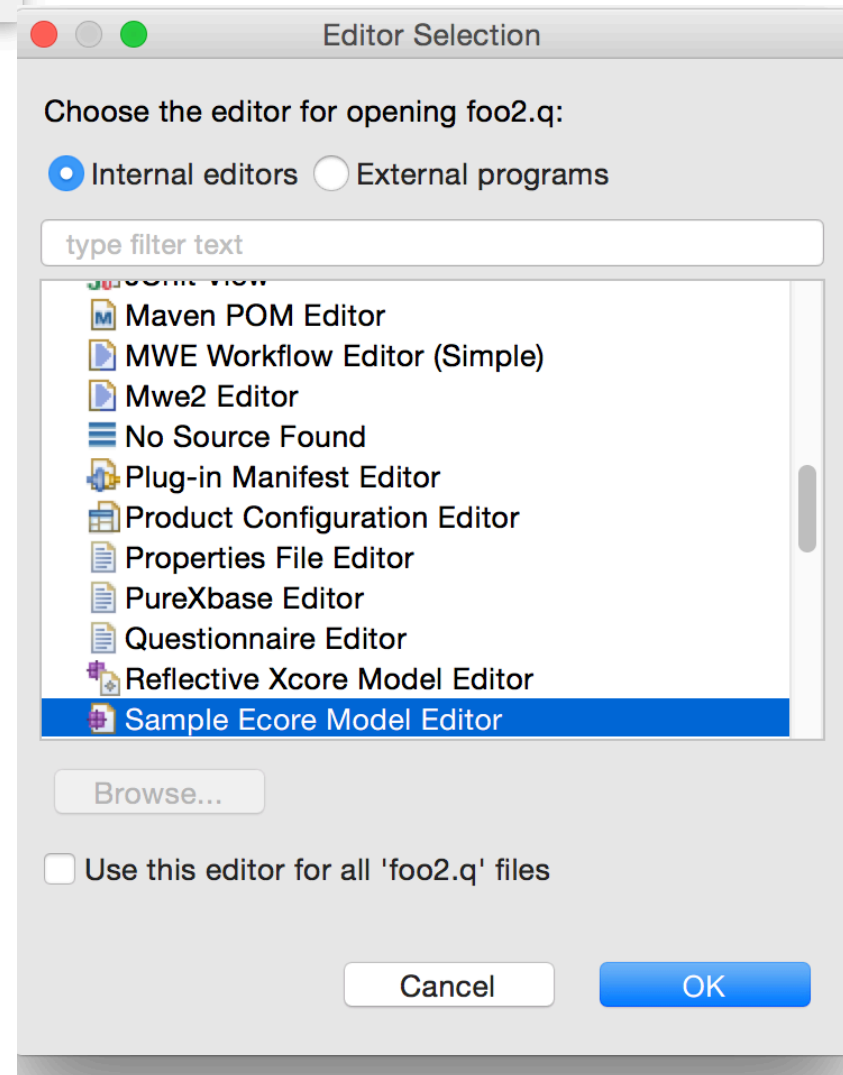 Editor Selection
Choose the editor for opening foo2.q:
Internal editors External programs
type filter text
JUnit View
Maven POM Editor
MWE Workflow Editor (Simple)
Mwe2 Editor
No Source Found
Plug-in Manifest Editor
Product Configuration Editor
Properties File Editor
PureXbase Editor
Questionnaire Editor
Reflective Xcore Model Editor
Sample Ecore Model Editor
Browse...
Use this editor for all 'foo2.q' files
Cancel OK